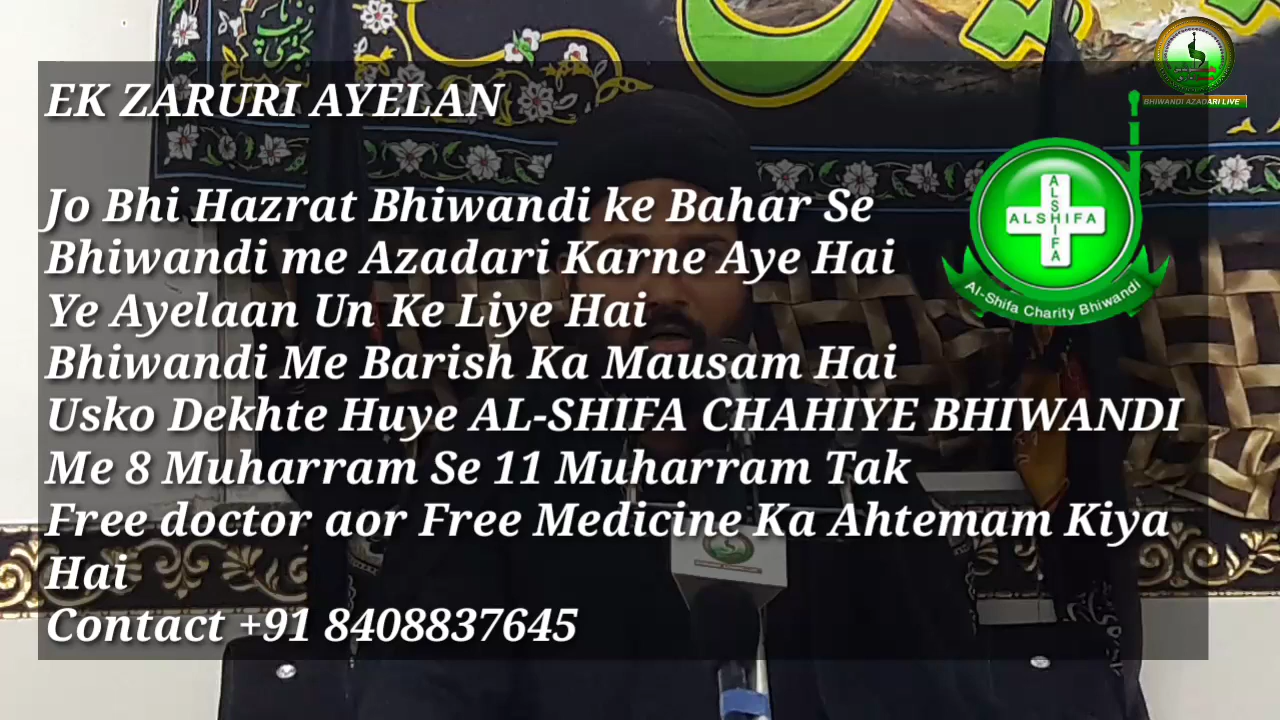 EK ZARURI AYELAN
Jo Bhi Hazrat Bhiwandi ke Bahar Se
Bhiwandi me Azadari Karne Aye Hai
Ye Ayelaan Un Ke Liye Hai
Bhiwandi Me Barish Ka Mausam Hai
Usko Dekhte Huye AL-SHIFA CHAHIYE BHIWANDI
Me 8 Muharram Se 11 Muharram Tak
Free doctor aor Free Medicine Ka Ahtemam Kiya
Hai
Contact +91 8408837645
BHIWANDI AZADARI LIVE
ALSHIFA
ALSHIFA
Al-Shifa Charity Bhiwandi